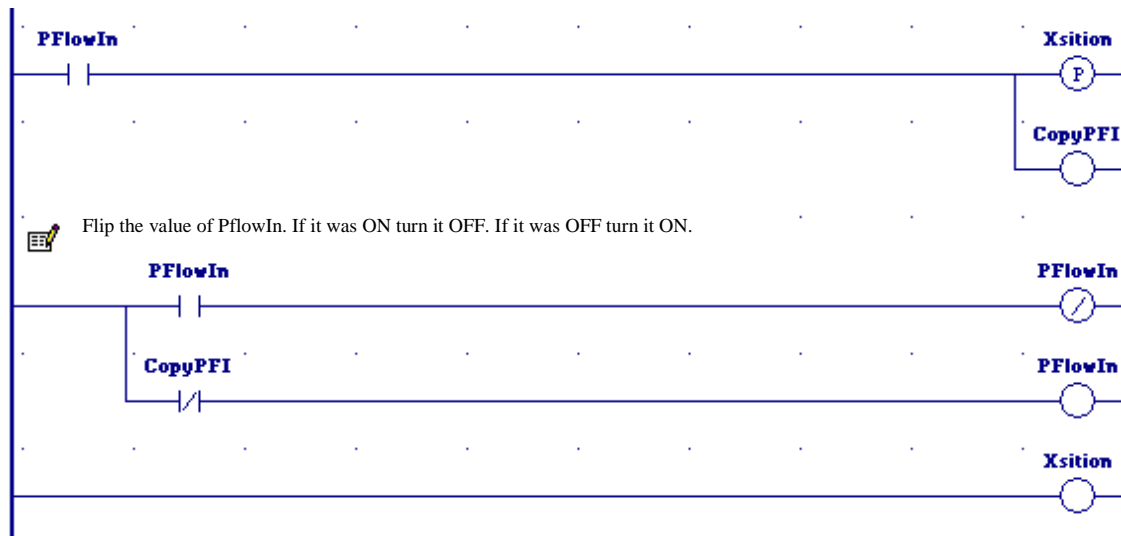 PFlowIn
Xsition
P
CopyPFI
Flip the value of PflowIn. If it was ON turn it OFF. If it was OFF turn it ON.
PFlowIn
PFlowIn
CopyPFI
PFlowIn
Xsition